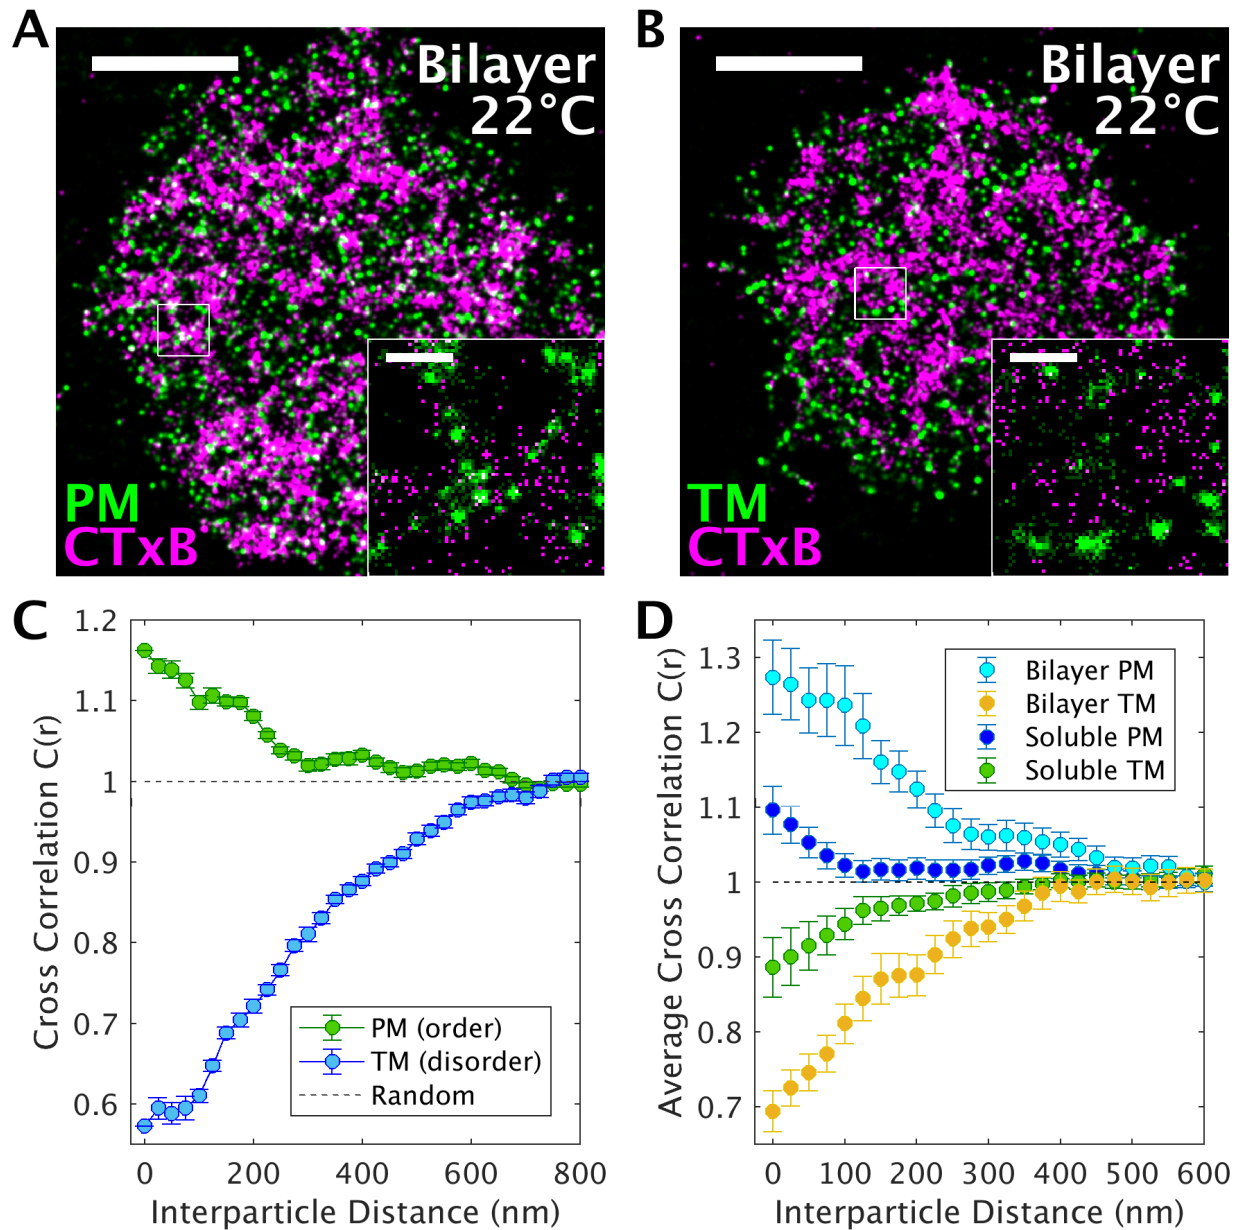 A
Bilayer
22°C
PM
CTxB
B
Bilayer
22°C
TM
CTxB
C
1.2
1.1
1
0.9
0.8
0.7
0.6
Cross Correlation C(r)
PM (order)
TM (disorder)
Random
0
200
400
600
800
Interparticle Distance (nm)
D
1.3
1.2
1.1
1
0.9
0.8
0.7
Average Cross Correlation C(r)
Bilayer PM
Bilayer TM
Soluble PM
Soluble TM
0
100
200
300
400
500
600
Interparticle Distance (nm)